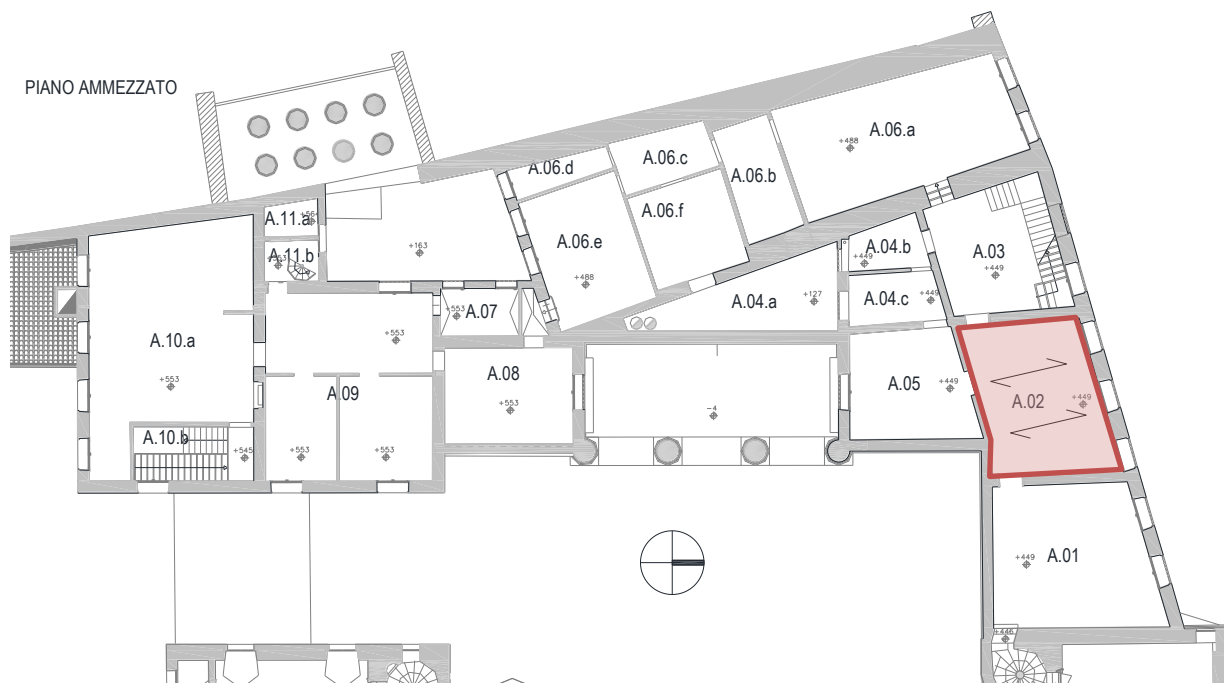 PIANO AMMEZZATO
A.06.a
+488
A.06.c
A.06.d
A.06.b
A.06.f
A.11.a
+564
A.11.b
+553
+163
A.06.e
+488
A.04.b
+449
A.03
+449
A.04.a
+127
A.04.c
+449
A.07
+553
+553
A.10.a
+553
A.09
A.08
+553
-4
A.05
+449
A.02
+449
A.10.b
+545
+553
+553
A.01
+449
+446